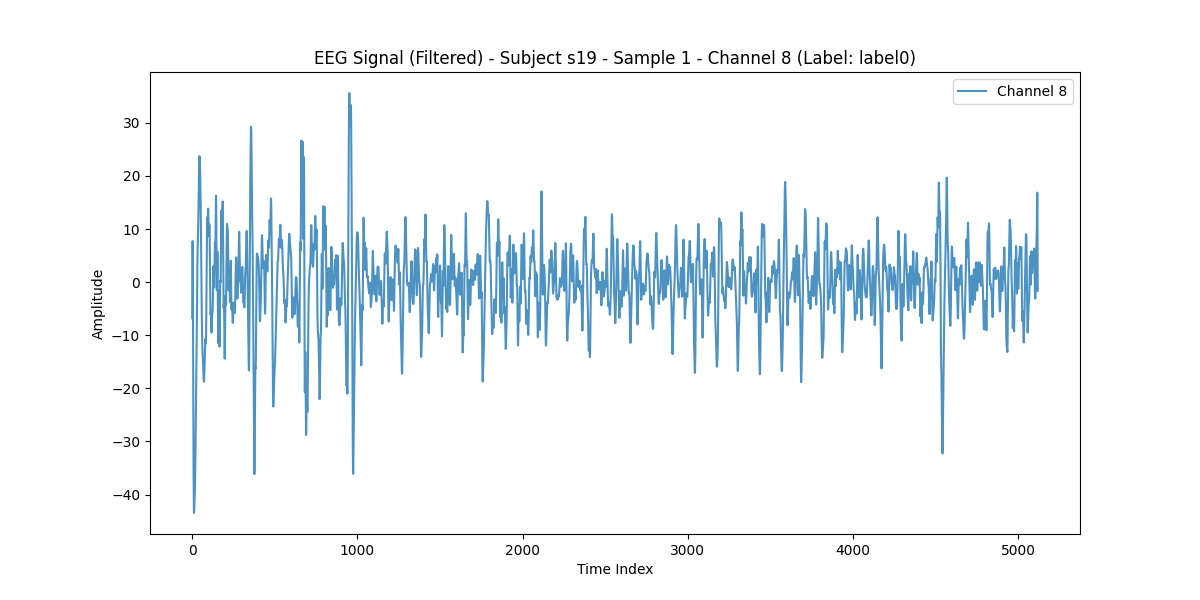 EEG Signal (Filtered) - Subject s19 - Sample 1 - Channel 8 (Label: label0)
Channel 8
30
20
10
0
−10
−20
−30
−40
Amplitude
0 1000 2000 3000 4000 5000
Time Index